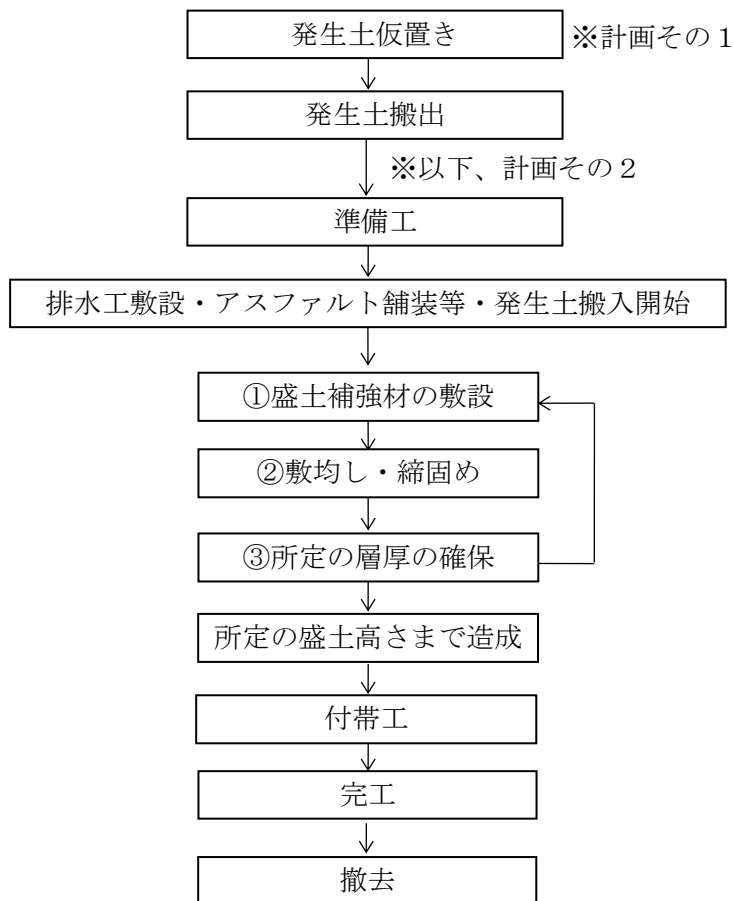 発生土仮置き
※計画その１
発生土搬出
※以下、計画その２
準備工
排水工敷設・アスファルト舗装等・発生土搬入開始
①盛土補強材の敷設
②敷均し・締固め
③所定の層厚の確保
所定の盛土高さまで造成
付帯工
完工
撤去